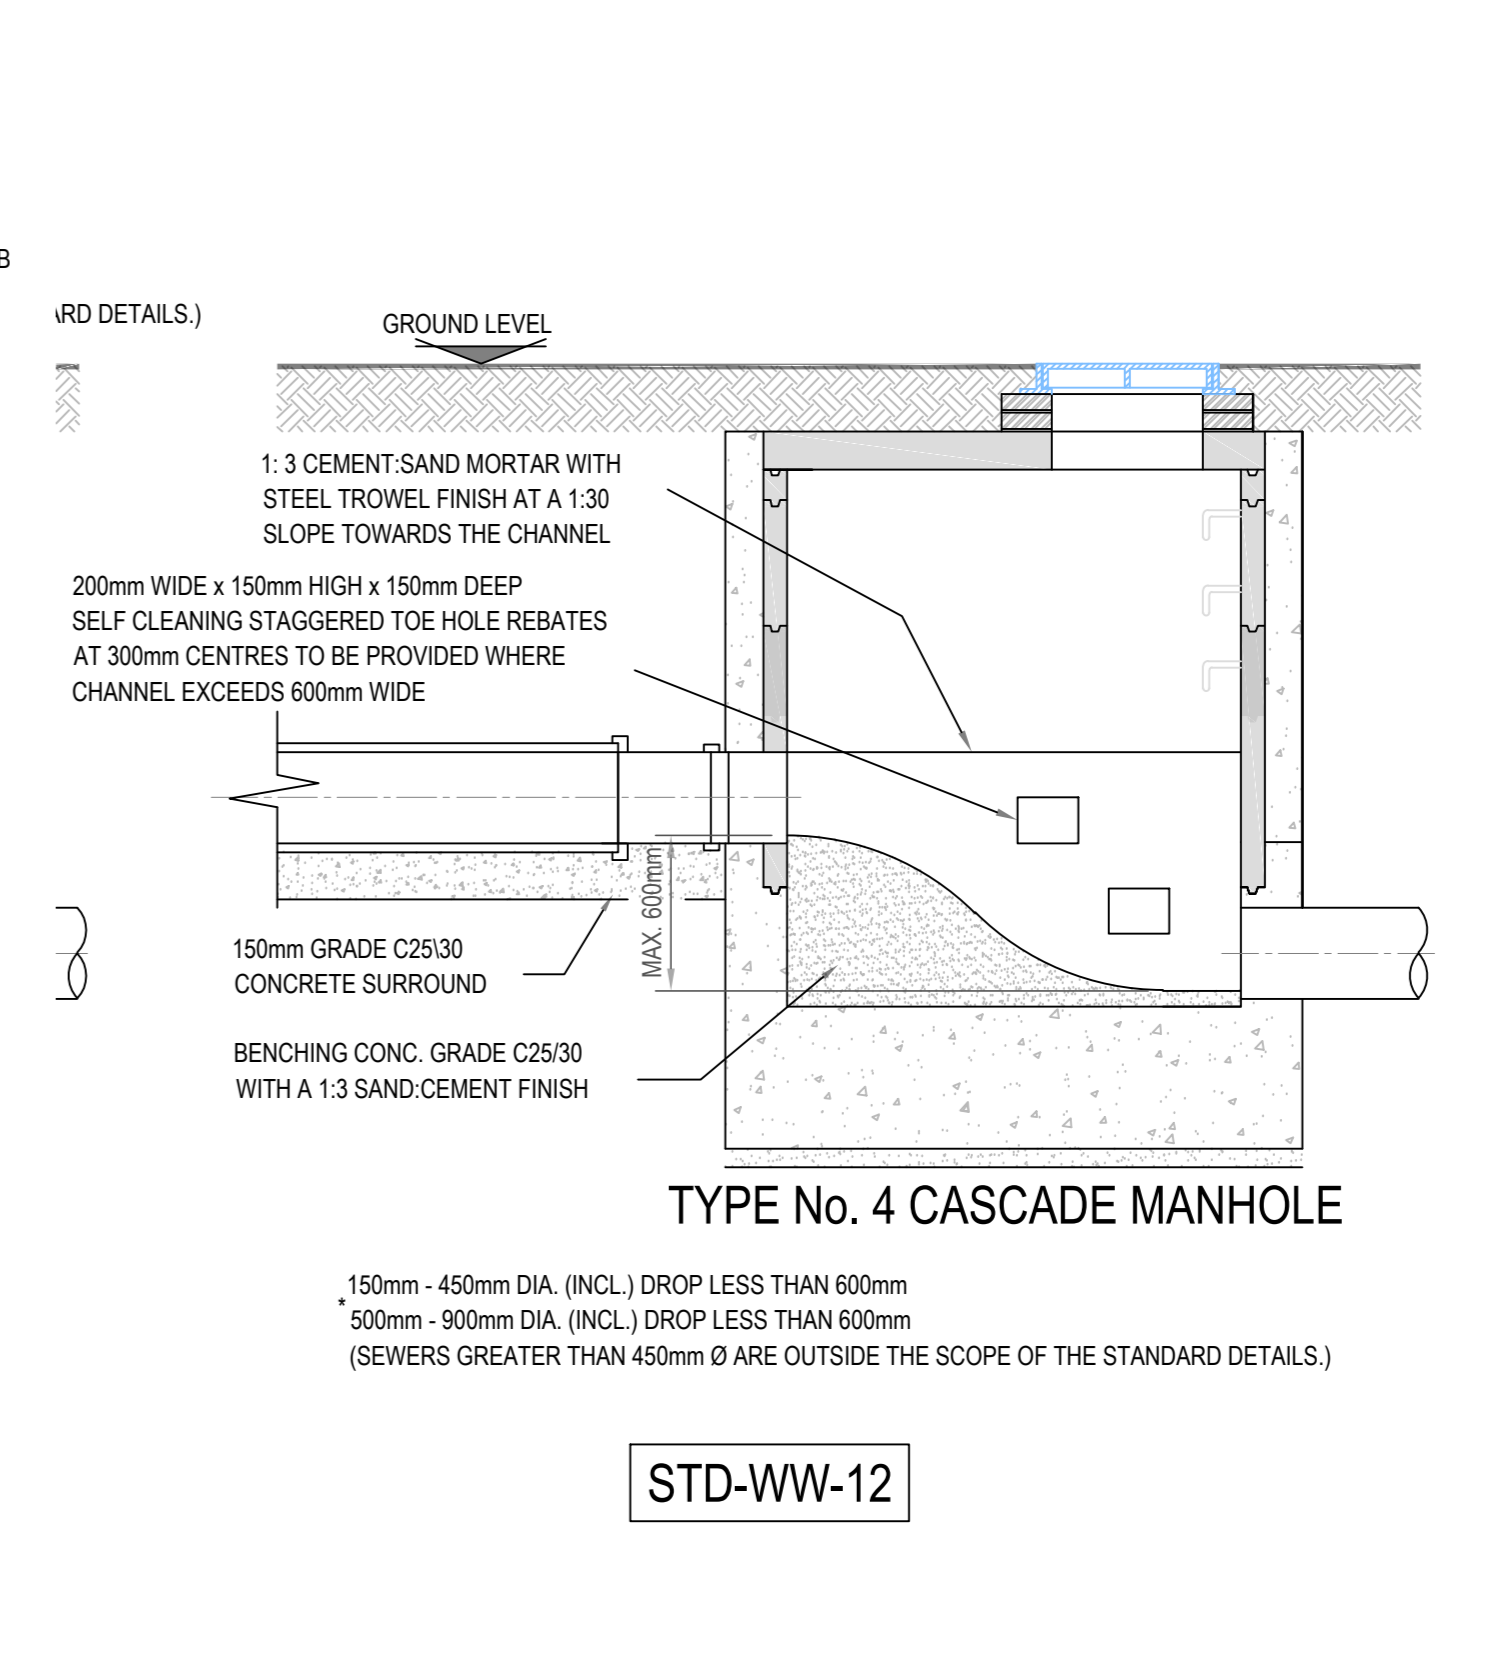 B
ARD DETAILS.)
GROUND LEVEL
1: 3 CEMENT:SAND MORTAR WITH
STEEL TROWEL FINISH AT A 1:30
SLOPE TOWARDS THE CHANNEL
200mm WIDE x 150mm HIGH x 150mm DEEP
SELF CLEANING STAGGERED TOE HOLE REBATES
AT 300mm CENTRES TO BE PROVIDED WHERE
CHANNEL EXCEEDS 600mm WIDE
MAX. 600mm
150mm GRADE C25\30
CONCRETE SURROUND
BENCHING CONC. GRADE C25/30
WITH A 1:3 SAND:CEMENT FINISH
TYPE No. 4 CASCADE MANHOLE
150mm - 450mm DIA. (INCL.) DROP LESS THAN 600mm
* 500mm - 900mm DIA. (INCL.) DROP LESS THAN 600mm
(SEWERS GREATER THAN 450mm Ø ARE OUTSIDE THE SCOPE OF THE STANDARD DETAILS.)
STD-WW-12